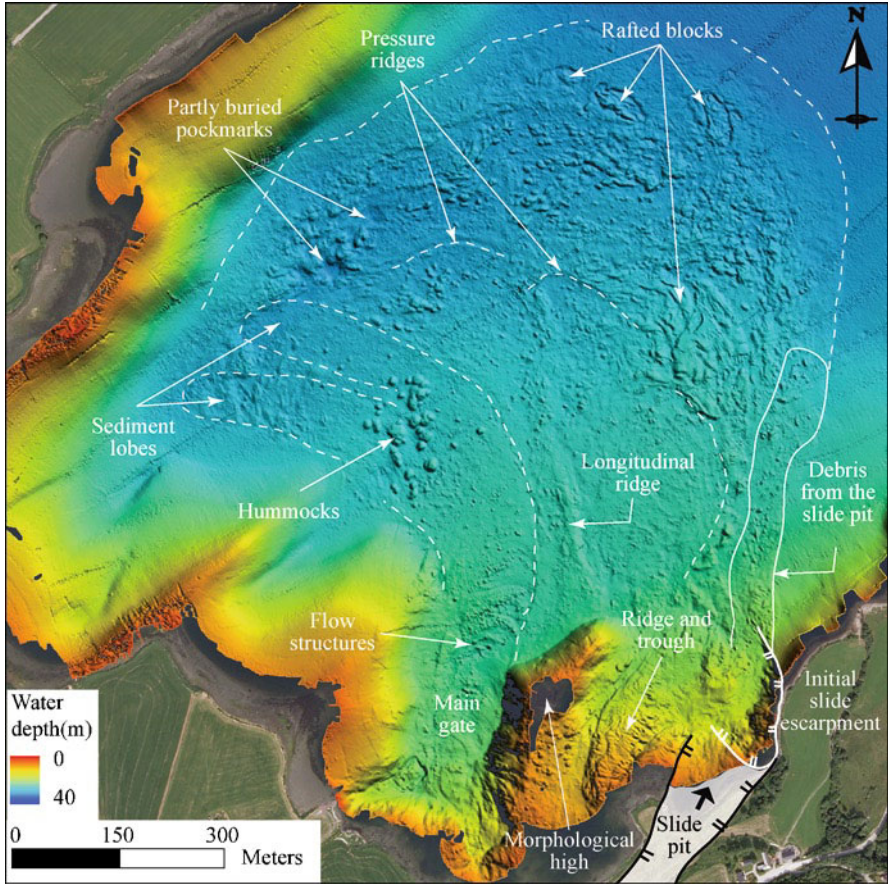 Pressure
ridges
Rafted blocks
N
Partly buried
pockmarks
Sediment
lobes
Hummocks
Longitudinal
ridge
Debris
from the
slide pit
Flow
structures
Ridge and
trough
Initial
slide
escarpment
Main
gate
Water
depth(m)
0
40
Slide
pit
Morphological
high
0 150 300
Meters